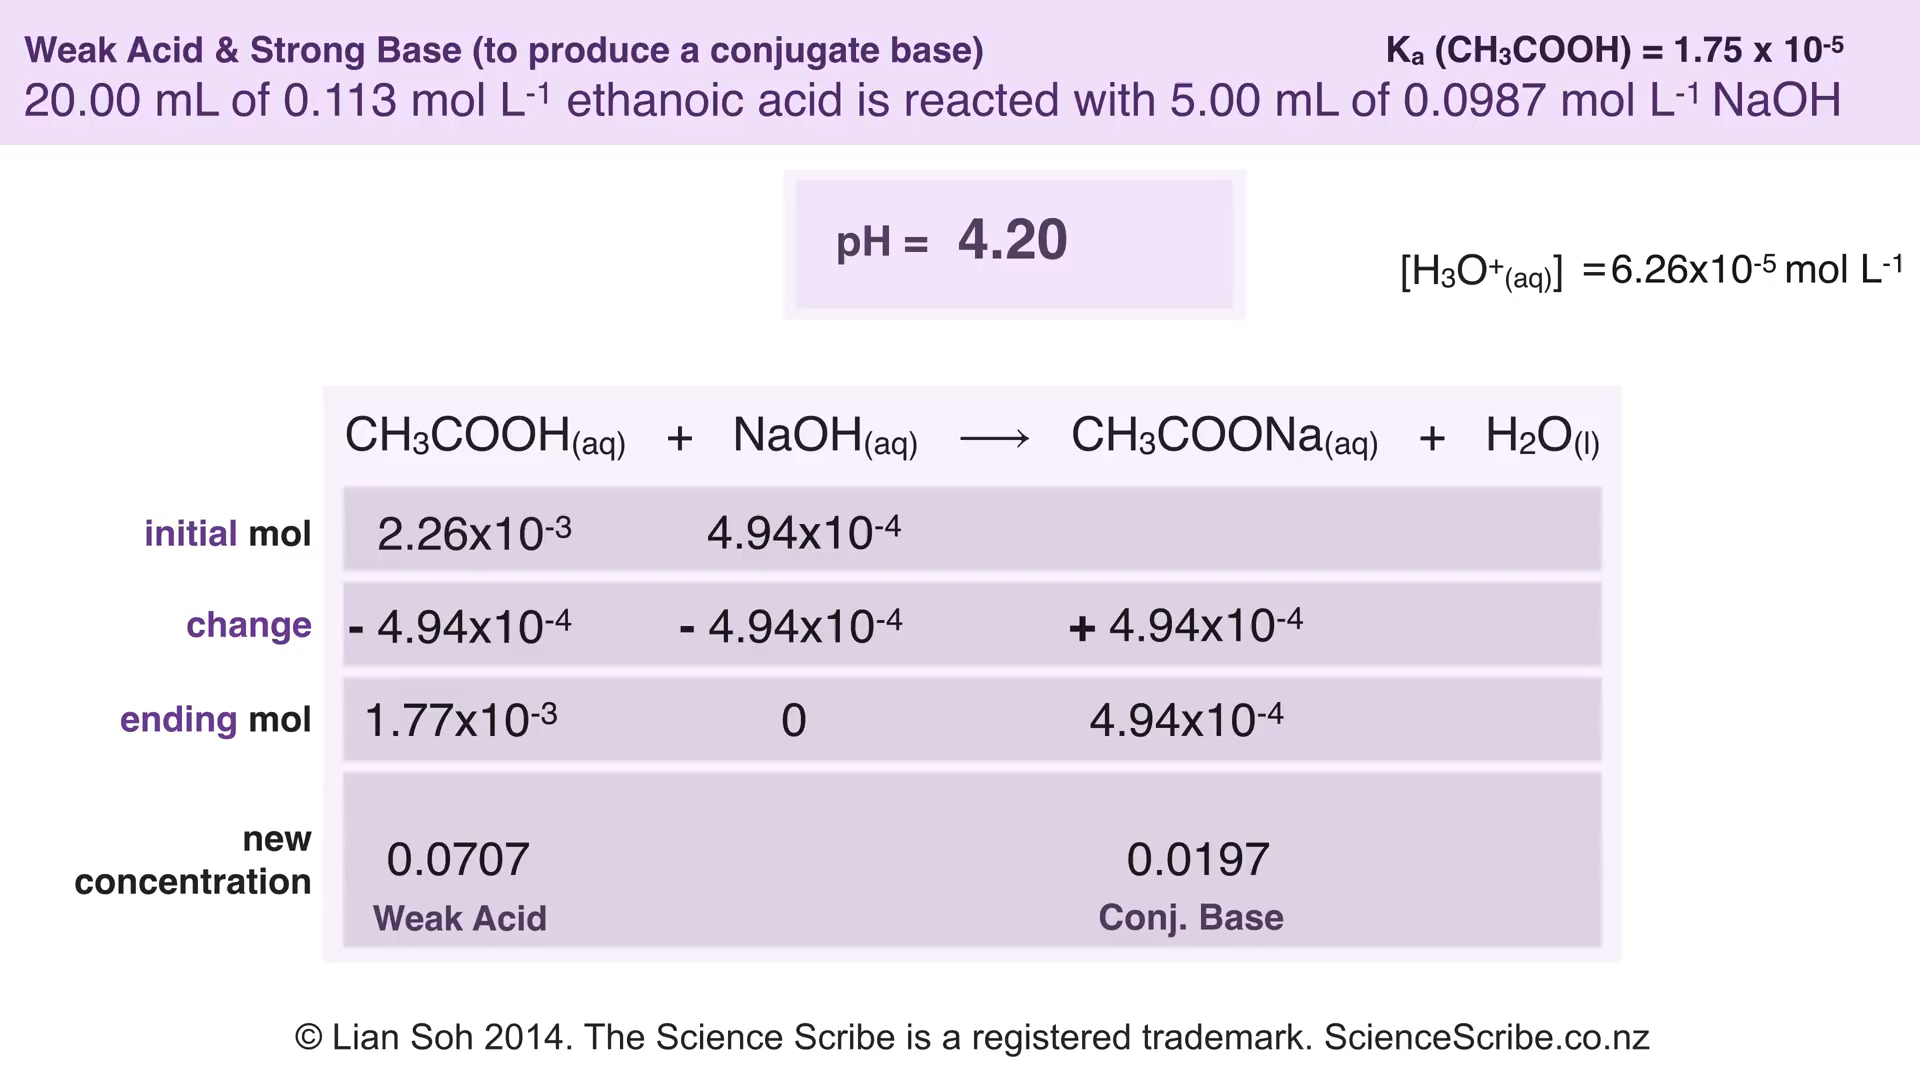 Weak Acid & Strong Base (to produce a conjugate base) Kₐ (CH₃COOH) = 1.75 x 10⁻⁵
20.00 mL of 0.113 mol L⁻¹ ethanoic acid is reacted with 5.00 mL of 0.0987 mol L⁻¹ NaOH
pH = 4.20
[H₃O⁺(aq)] =6.26x10⁻⁵ mol L⁻¹
CH₃COOH(aq) + NaOH(aq) ⟶ CH₃COONa(aq) + H₂O(l)
initial mol 2.26x10⁻³ 4.94x10⁻⁴
change - 4.94x10⁻⁴ - 4.94x10⁻⁴ + 4.94x10⁻⁴
ending mol 1.77x10⁻³ 0 4.94x10⁻⁴
new
concentration 0.0707 0.0197
Weak Acid Conj. Base
© Lian Soh 2014. The Science Scribe is a registered trademark. ScienceScribe.co.nz